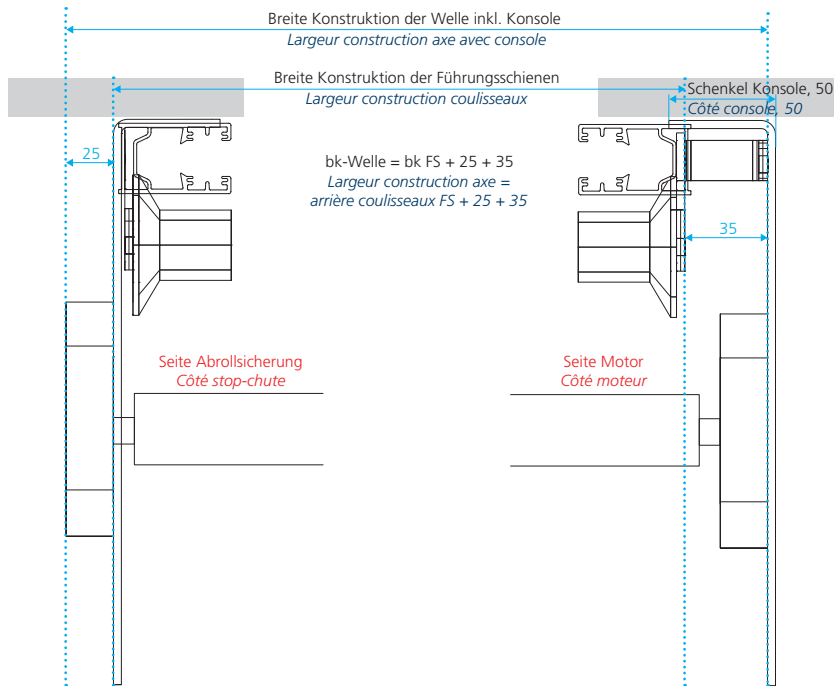 Breite Konstruktion der Welle inkl. Konsole
Largeur construction axe avec console
Breite Konstruktion der Führungsschienen
Largeur construction coulisseaux
Schenkel Konsole, 50
Côté console, 50
25
bk-Welle = bk FS + 25 + 35
Largeur construction axe =
arrière coulisseaux FS + 25 + 35
35
Seite Abrollsicherung
Côté stop-chute
Seite Motor
Côté moteur